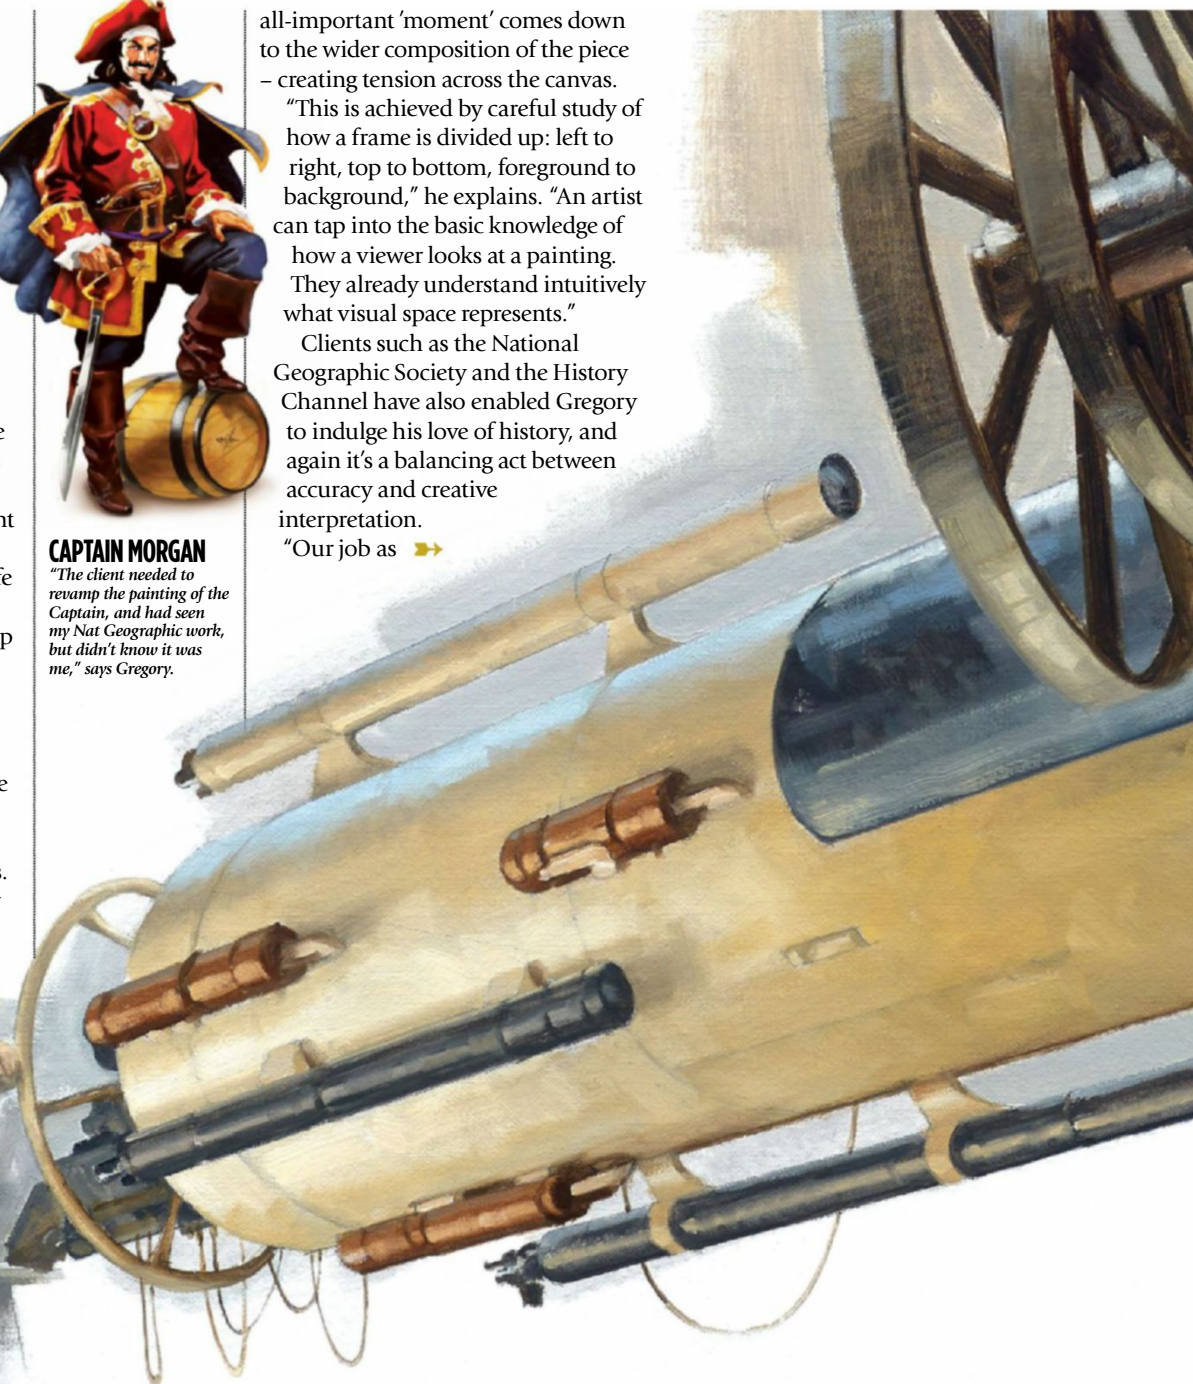 e
nt
fe
p
e
s.
CAPTAIN MORGAN
“The client needed to
revamp the painting of the
Captain, and had seen
my Nat Geographic work,
but didn’t know it was
me,” says Gregory.
all-important ’moment’ comes down
to the wider composition of the piece
– creating tension across the canvas.
“This is achieved by careful study of
how a frame is divided up: left to
right, top to bottom, foreground to
background,” he explains. “An artist
can tap into the basic knowledge of
how a viewer looks at a painting.
They already understand intuitively
what visual space represents.”
Clients such as the National
Geographic Society and the History
Channel have also enabled Gregory
to indulge his love of history, and
again it’s a balancing act between
accuracy and creative
interpretation.
“Our job as